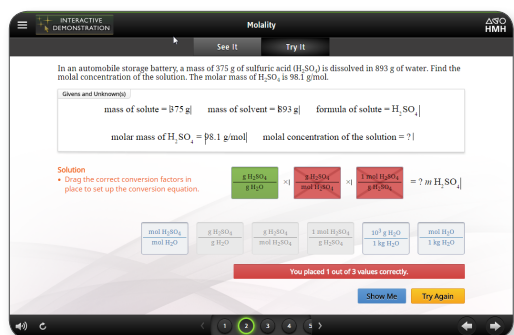 INTERACTIVE
DEMONSTRATION
Molality
HMH
See It
Try It
In an automobile storage battery, a mass of 375 g of sulfuric acid (H₂SO₄) is dissolved in 893 g of water. Find the
molal concentration of the solution. The molar mass of H₂SO₄ is 98.1 g/mol.
Givens and Unknown(s)
mass of solute = 375 g mass of solvent = 893 g formula of solute = H₂SO₄
molar mass of H₂SO₄ = 98.1 g/mol molal concentration of the solution = ?
Solution
• Drag the correct conversion factors in
place to set up the conversion equation.
g H₂SO₄ / g H₂O × g H₂SO₄ / mol H₂SO₄ × 1 mol H₂SO₄ / g H₂SO₄ = ? m H₂SO₄
mol H₂SO₄ / mol H₂O
g H₂SO₄ / g H₂O
g H₂SO₄ / mol H₂SO₄
1 mol H₂SO₄ / g H₂SO₄
10³ g H₂O / 1 kg H₂O
mol H₂O / 1 kg H₂O
You placed 1 out of 3 values correctly.
Show Me
Try Again
1 2 3 4 5